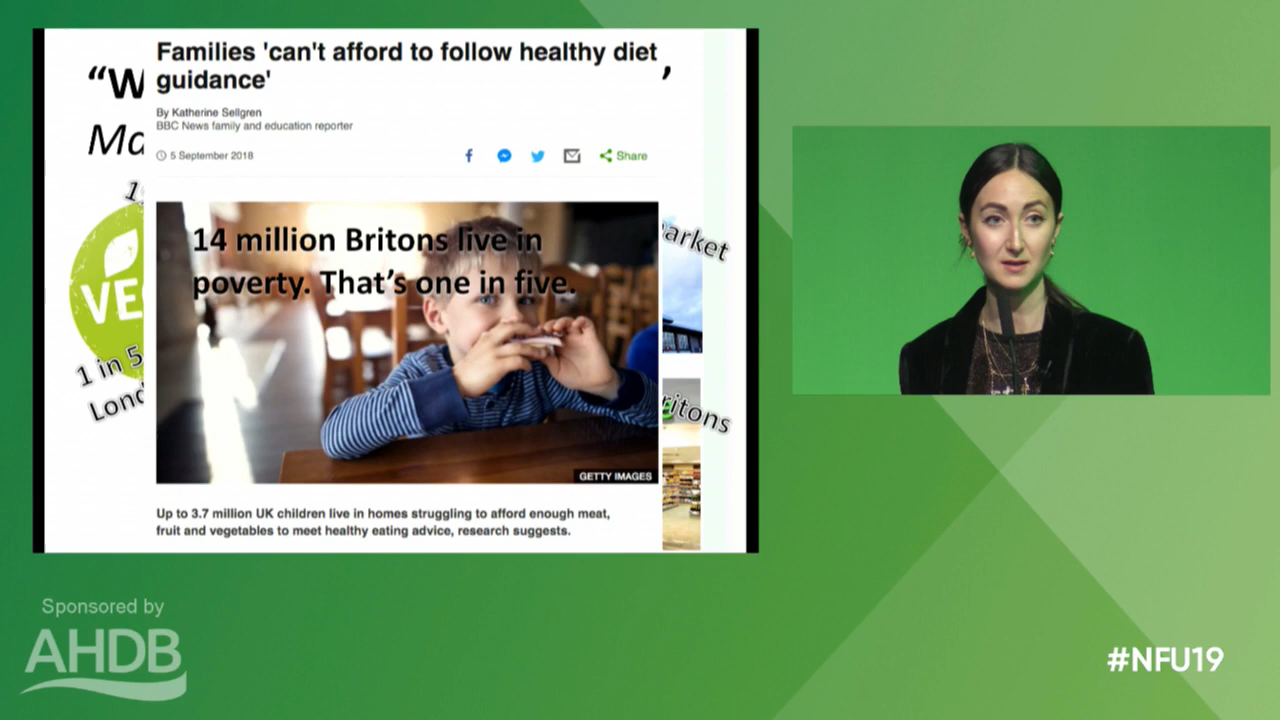 Families 'can't afford to follow healthy diet
guidance'
By Katherine Sellgren
BBC News family and education reporter
5 September 2018
Share
14 million Britons live in
poverty. That's one in five.
GETTY IMAGES
Up to 3.7 million UK children live in homes struggling to afford enough meat,
fruit and vegetables to meet healthy eating advice, research suggests.
1 in 5
Sponsored by
AHDB
#NFU19